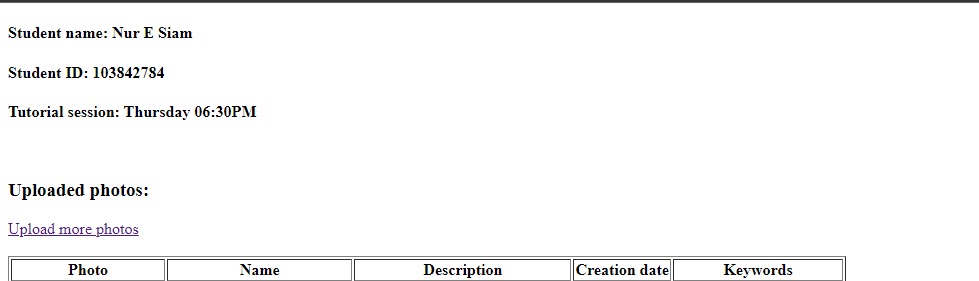 Student name: Nur E Siam
Student ID: 103842784
Tutorial session: Thursday 06:30PM
Uploaded photos:
Upload more photos
Photo Name Description Creation date Keywords